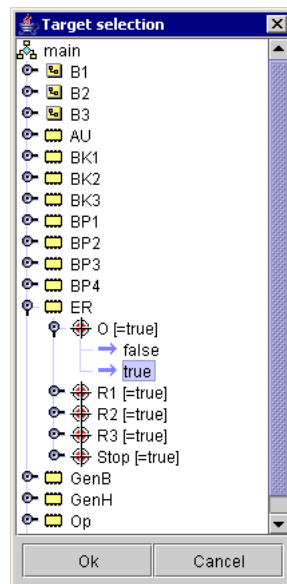 Target selection
main
B1
B2
B3
AU
BK1
BK2
BK3
BP1
BP2
BP3
BP4
ER
O [=true]
false
true
R1 [=true]
R2 [=true]
R3 [=true]
Stop [=true]
GenB
GenH
Op
Ok Cancel